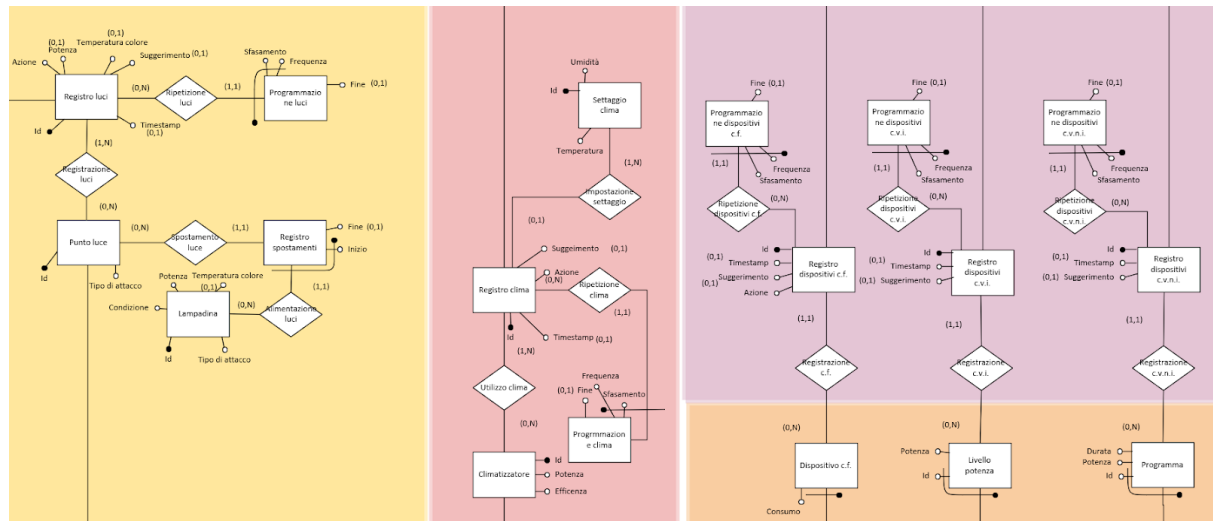 (0,1)
(0,1)
Potenza
Temperatura colore
Azione
Suggerimento
(0,1)
Registro luci
(0,N)
Ripetizione
luci
(1,1)
Sfasamento
Frequenza
Programmazio
ne luci
Fine
(0,1)
Id
Timestamp
(0,1)
(1,N)
Registrazione
luci
(0,N)
Punto luce
(0,N)
Spostamento
luce
(1,1)
Registro
spostamenti
Fine
(0,1)
Inizio
Id
Tipo di attacco
Potenza
Temperatura colore
(0,1)
Condizione
Lampadina
(0,N)
Alimentazione
luci
(1,1)
Id
Tipo di attacco
Umidità
Id
Settaggio
clima
Temperatura
(1,N)
Impostazione
settaggio
(0,1)
Suggeimento
(0,1)
Azione
(0,N)
Registro clima
Ripetizione
clima
(1,1)
Id
Timestamp
(0,1)
(1,N)
Utilizzo clima
(0,N)
Frequenza
(0,1)
Fine
Sfasamento
Progrmmazion
e clima
Climatizzatore
Id
Potenza
Efficenza
Fine
(0,1)
Programmazio
ne dispositivi
c.f.
(1,1)
Frequenza
Sfasamento
Ripetizione
dispositivi c.f.
(0,N)
Id
(0,1)
Timestamp
(0,1)
Suggerimento
Azione
Registro
dispositivi c.f.
(1,1)
Registrazione
c.f.
(0,N)
Dispositivo c.f.
Consumo
Fine
(0,1)
Programmazio
ne dispositivi
c.v.i.
(1,1)
Frequenza
Sfasamento
Ripetizione
dispositivi
c.v.i.
(0,N)
Id
(0,1)
Timestamp
(0,1)
Suggerimento
Registro
dispositivi
c.v.i.
(1,1)
Registrazione
c.v.i.
(0,N)
Potenza
Id
Livello
potenza
Fine
(0,1)
Programmazio
ne dispositivi
c.v.n.i.
(1,1)
Frequenza
Sfasamento
Ripetizione
dispositivi
c.v.n.i.
(0,N)
Id
(0,1)
Timestamp
(0,1)
Suggerimento
Registro
dispositivi
c.v.n.i.
(1,1)
Registrazione
c.v.n.i.
(0,N)
Durata
Potenza
Id
Programma